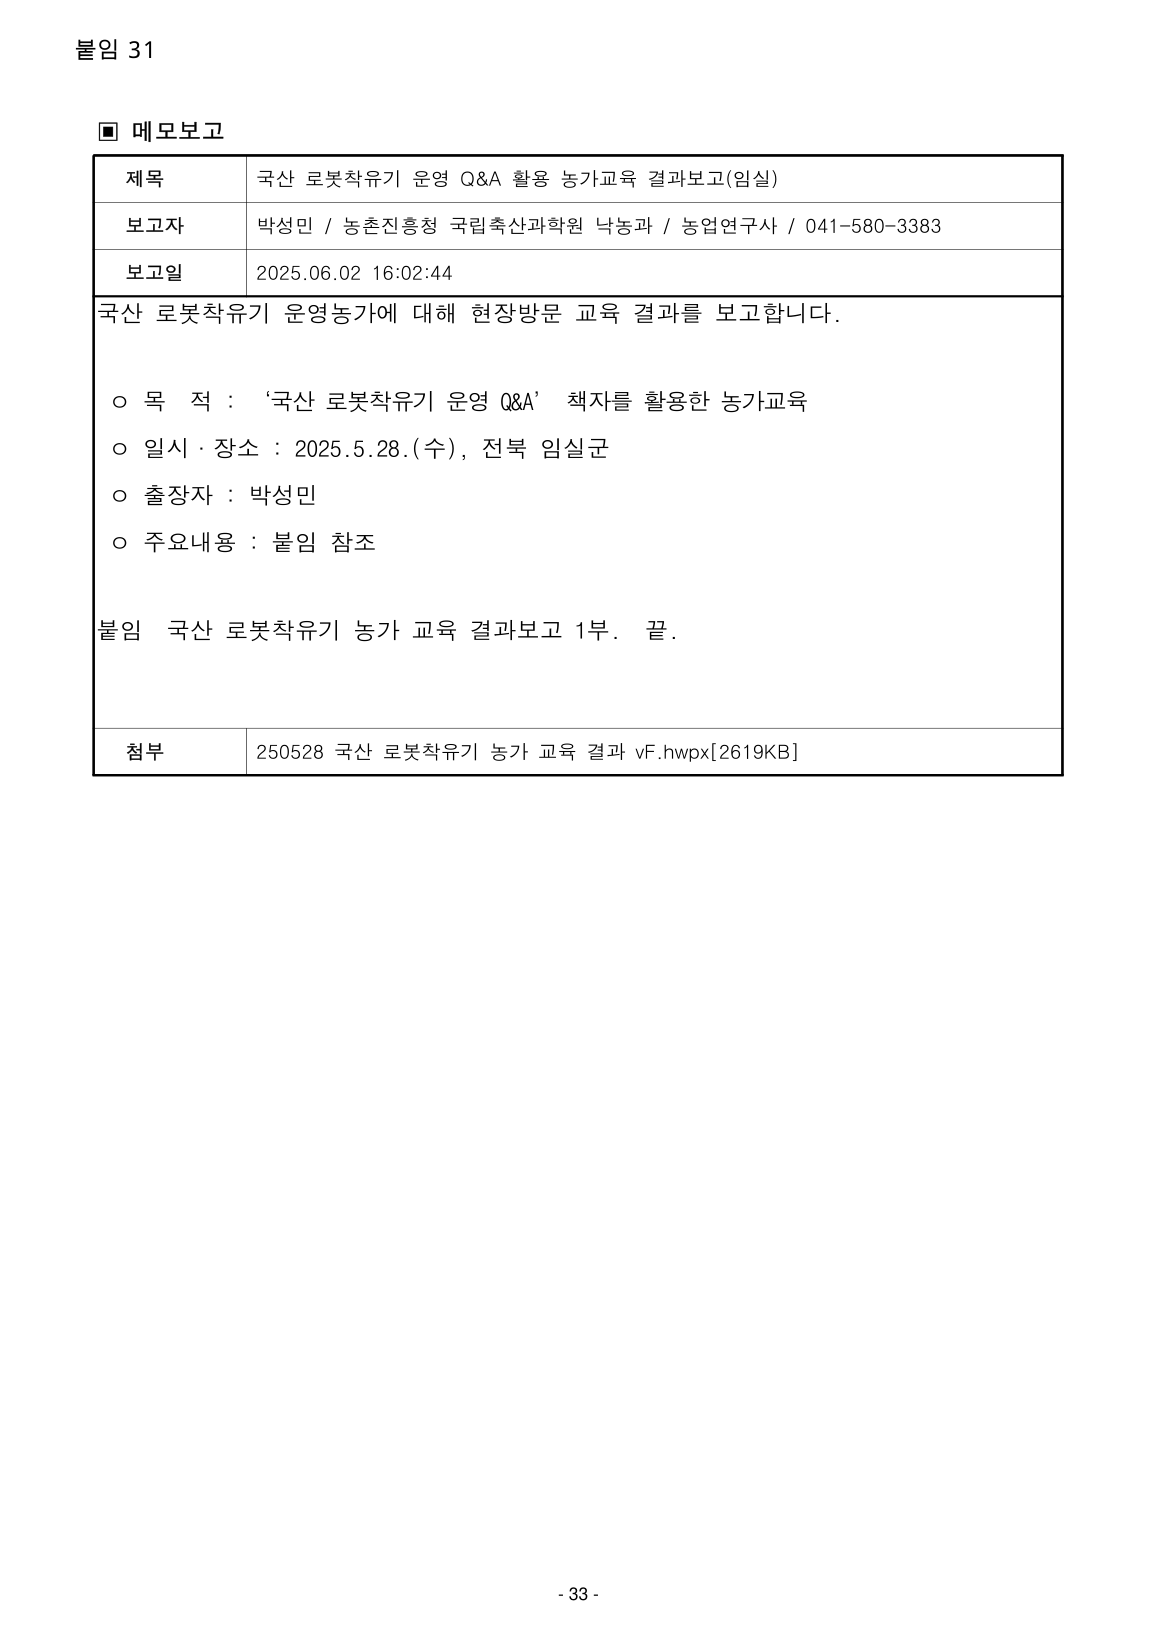 붙임 31
▣ 메모보고
제목 국산 로봇착유기 운영 Q&A 활용 농가교육 결과보고(임실)
보고자 박성민 / 농촌진흥청 국립축산과학원 낙농과 / 농업연구사 / 041-580-3383
보고일 2025.06.02 16:02:44
국산 로봇착유기 운영농가에 대해 현장방문 교육 결과를 보고합니다.
ㅇ 목 적 : ‘국산 로봇착유기 운영 Q&A’ 책자를 활용한 농가교육
ㅇ 일시·장소 : 2025.5.28.(수), 전북 임실군
ㅇ 출장자 : 박성민
ㅇ 주요내용 : 붙임 참조
붙임 국산 로봇착유기 농가 교육 결과보고 1부. 끝.
첨부 250528 국산 로봇착유기 농가 교육 결과 vF.hwpx[2619KB]
- 33 -